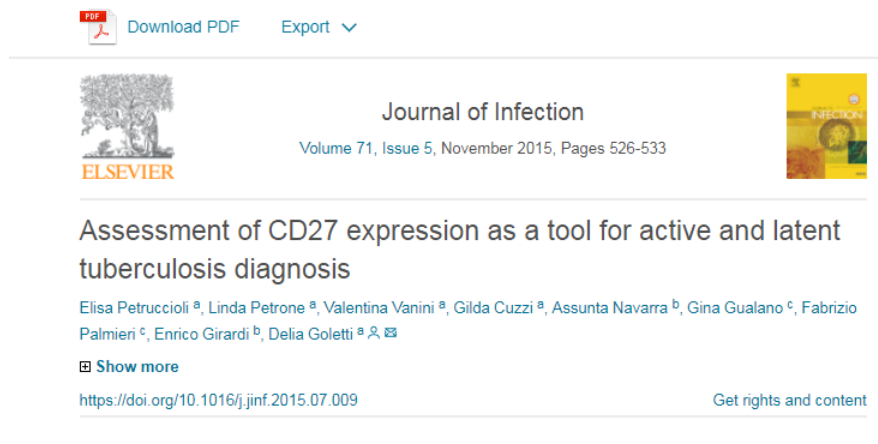 PDF
Download PDF
Export
ELSEVIER
Journal of Infection
Volume 71, Issue 5, November 2015, Pages 526-533
INFECTION
Assessment of CD27 expression as a tool for active and latent
tuberculosis diagnosis
Elisa Petruccioli a, Linda Petrone a, Valentina Vanini a, Gilda Cuzzi a, Assunta Navarra b, Gina Gualano c, Fabrizio
Palmieri c, Enrico Girardi b, Delia Goletti a
Show more
https://doi.org/10.1016/j.jinf.2015.07.009
Get rights and content